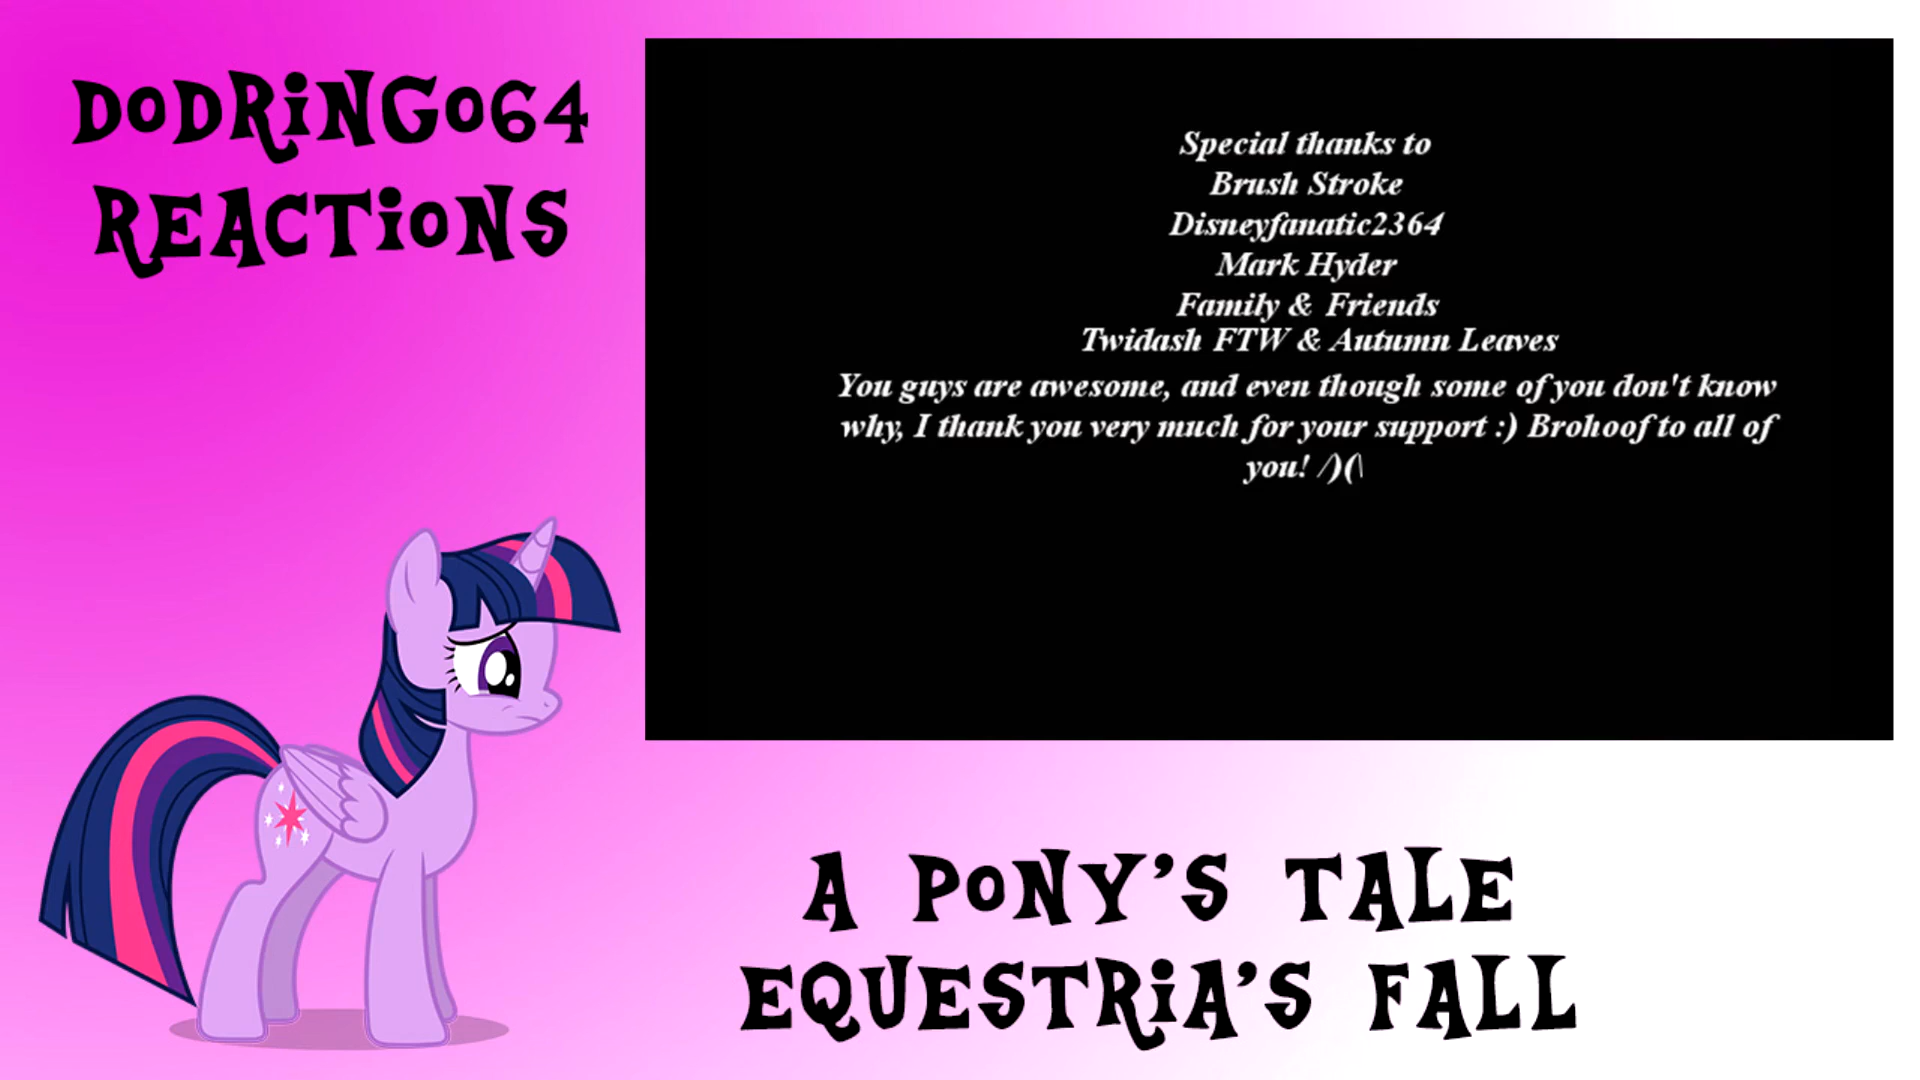 DODRiNGO64
REACTiONS
Special thanks to
Brush Stroke
Disneyfanatic2364
Mark Hyder
Family & Friends
Twidash FTW & Autumn Leaves
You guys are awesome, and even though some of you don't know
why, I thank you very much for your support :) Brohoof to all of
you! /)(\
A PONY'S TALE
EQUESTRiA'S FALL